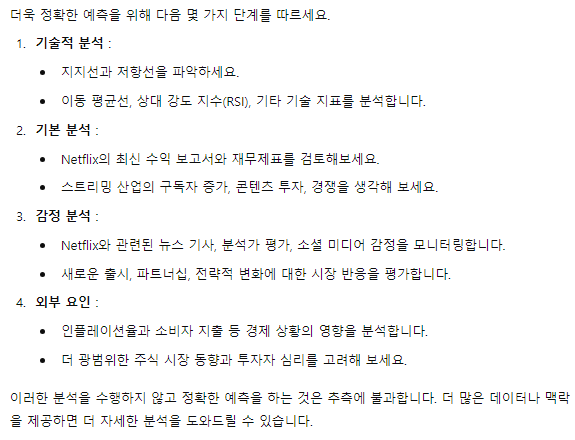 더욱 정확한 예측을 위해 다음 몇 가지 단계를 따르세요.
1. 기술적 분석 :
• 지지선과 저항선을 파악하세요.
• 이동 평균선, 상대 강도 지수(RSI), 기타 기술 지표를 분석합니다.
2. 기본 분석 :
• Netflix의 최신 수익 보고서와 재무제표를 검토해보세요.
• 스트리밍 산업의 구독자 증가, 콘텐츠 투자, 경쟁을 생각해 보세요.
3. 감정 분석 :
• Netflix와 관련된 뉴스 기사, 분석가 평가, 소셜 미디어 감정을 모니터링합니다.
• 새로운 출시, 파트너십, 전략적 변화에 대한 시장 반응을 평가합니다.
4. 외부 요인 :
• 인플레이션율과 소비자 지출 등 경제 상황의 영향을 분석합니다.
• 더 광범위한 주식 시장 동향과 투자자 심리를 고려해 보세요.
이러한 분석을 수행하지 않고 정확한 예측을 하는 것은 추측에 불과합니다. 더 많은 데이터나 맥락
을 제공하면 더 자세한 분석을 도와드릴 수 있습니다.